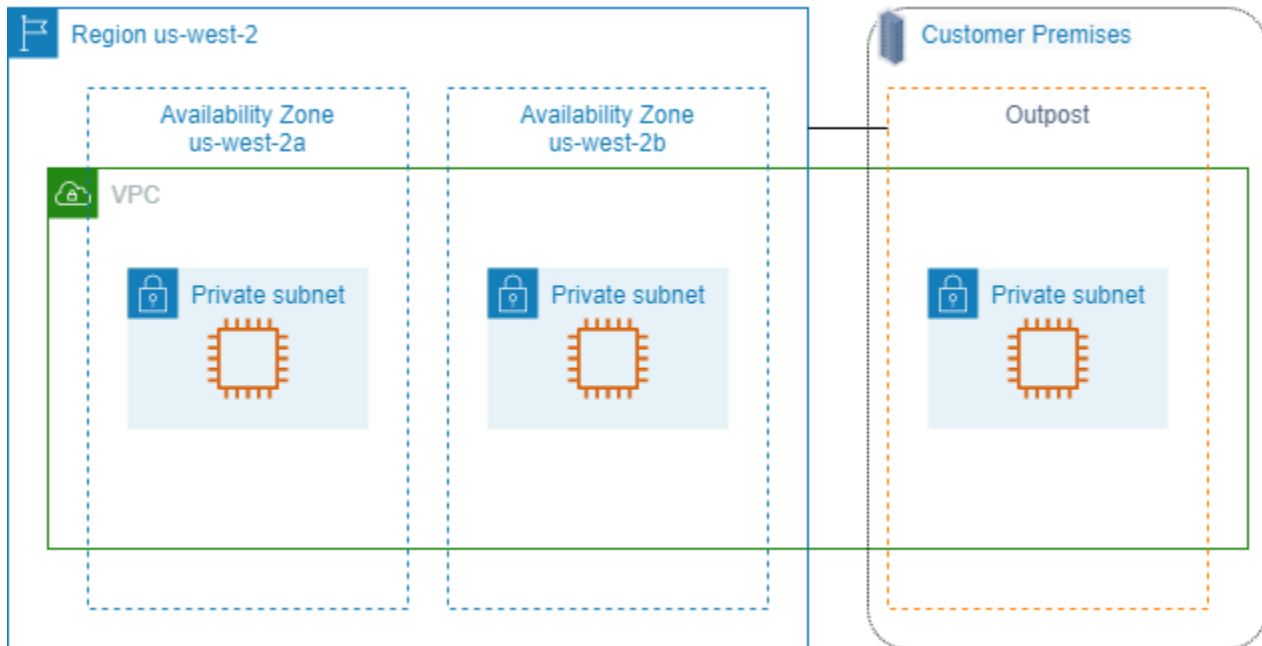 Region us-west-2
Customer Premises
Availability Zone
us-west-2a
Availability Zone
us-west-2b
Outpost
VPC
Private subnet
Private subnet
Private subnet